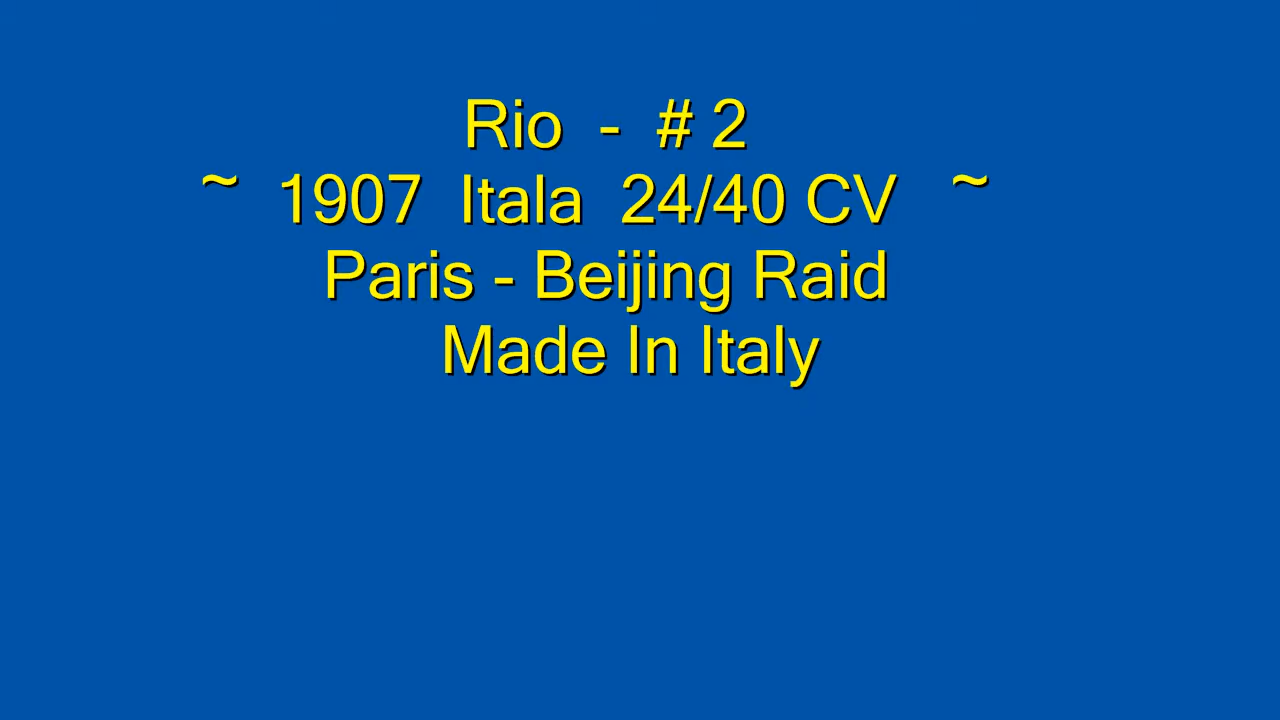 Rio - # 2
~ 1907 Itala 24/40 CV ~
Paris - Beijing Raid
Made In Italy